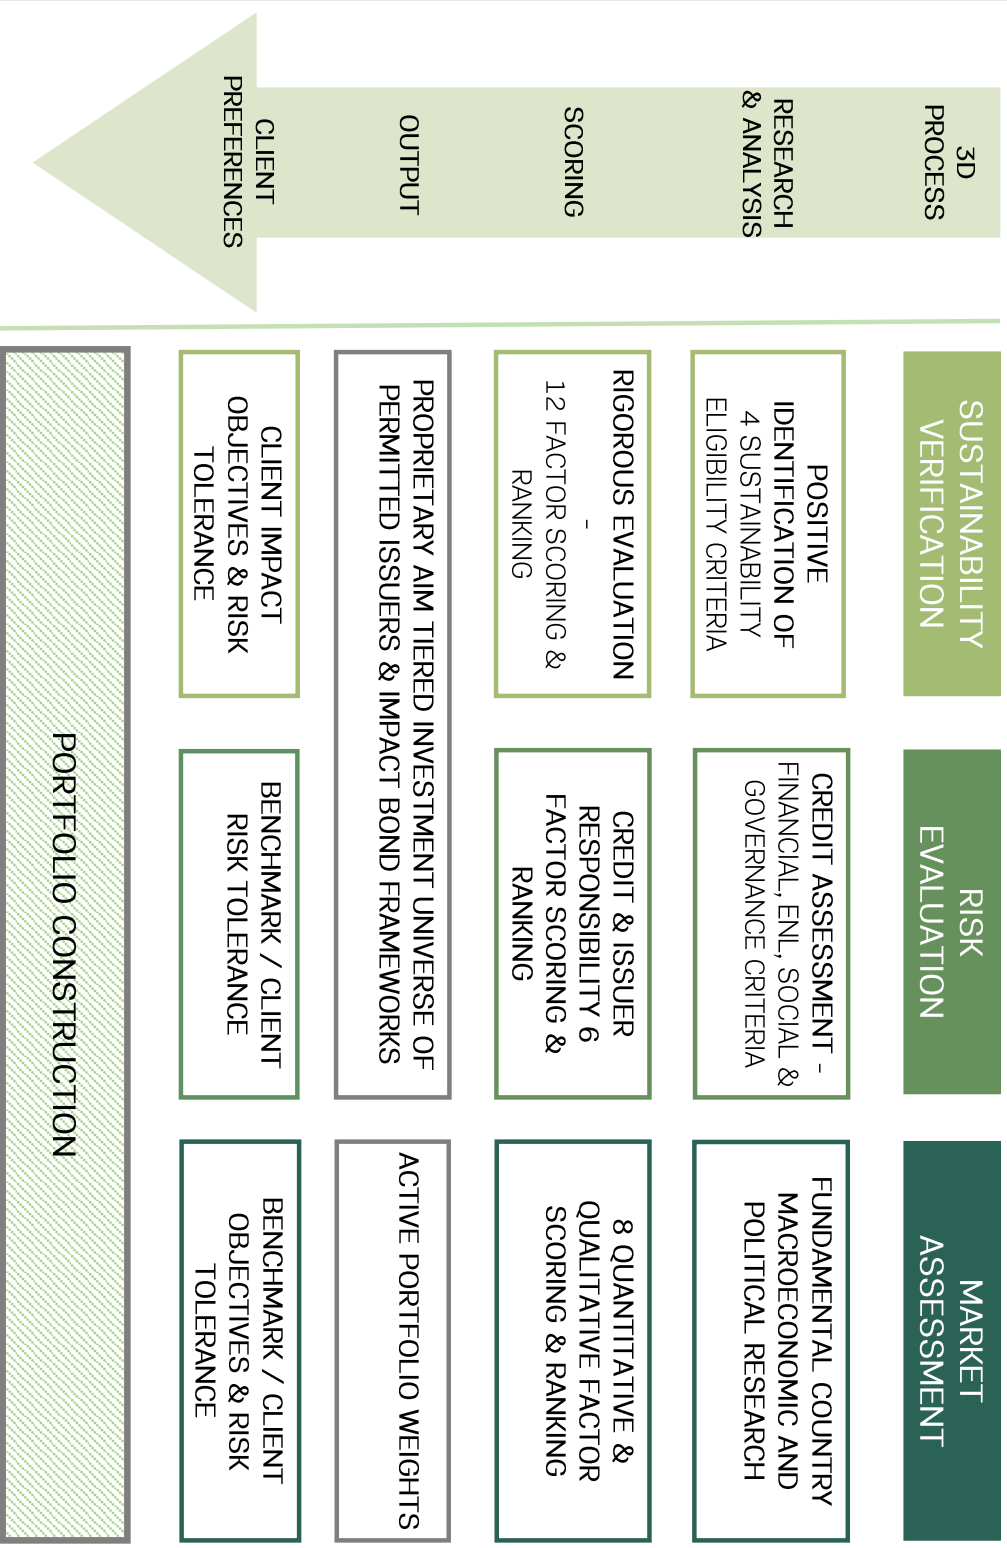 3D
PROCESS
SUSTAINABILITY
VERIFICATION
RISK
EVALUATION
MARKET
ASSESSMENT
RESEARCH
& ANALYSIS
POSITIVE
IDENTIFICATION OF
4 SUSTAINABILITY
ELIGIBILITY CRITERIA
CREDIT ASSESSMENT -
FINANCIAL, ENL, SOCIAL &
GOVERNANCE CRITERIA
FUNDAMENTAL COUNTRY
MACROECONOMIC AND
POLITICAL RESEARCH
SCORING
RIGOROUS EVALUATION
-
12 FACTOR SCORING &
RANKING
CREDIT & ISSUER
RESPONSIBILITY 6
FACTOR SCORING &
RANKING
8 QUANTITATIVE &
QUALITATIVE FACTOR
SCORING & RANKING
OUTPUT
PROPRIETARY AIM TIERED INVESTMENT UNIVERSE OF
PERMITTED ISSUERS & IMPACT BOND FRAMEWORKS
ACTIVE PORTFOLIO WEIGHTS
CLIENT
PREFERENCES
CLIENT IMPACT
OBJECTIVES & RISK
TOLERANCE
BENCHMARK / CLIENT
RISK TOLERANCE
BENCHMARK / CLIENT
OBJECTIVES & RISK
TOLERANCE
PORTFOLIO CONSTRUCTION